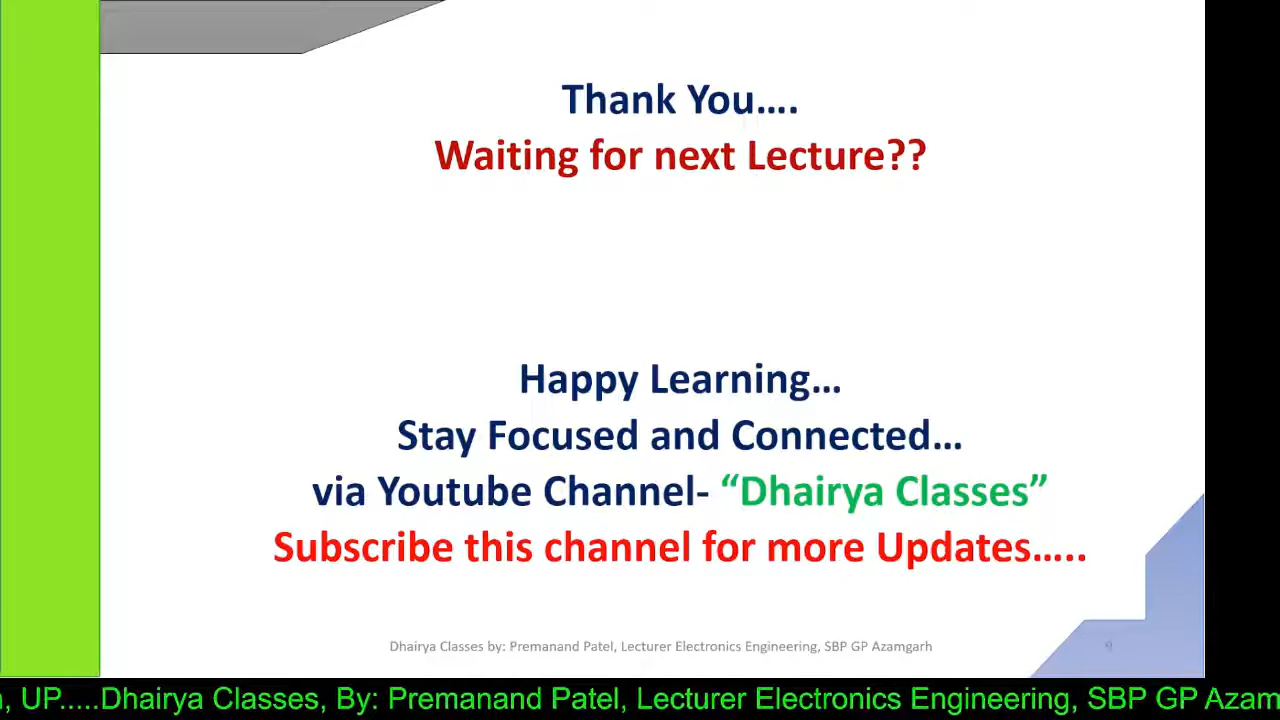 Thank You....
Waiting for next Lecture??
Happy Learning...
Stay Focused and Connected...
via Youtube Channel- “Dhairya Classes”
Subscribe this channel for more Updates.....
Dhairya Classes by: Premanand Patel, Lecturer Electronics Engineering, SBP GP Azamgarh
9
, UP.....Dhairya Classes, By: Premanand Patel, Lecturer Electronics Engineering, SBP GP Azam